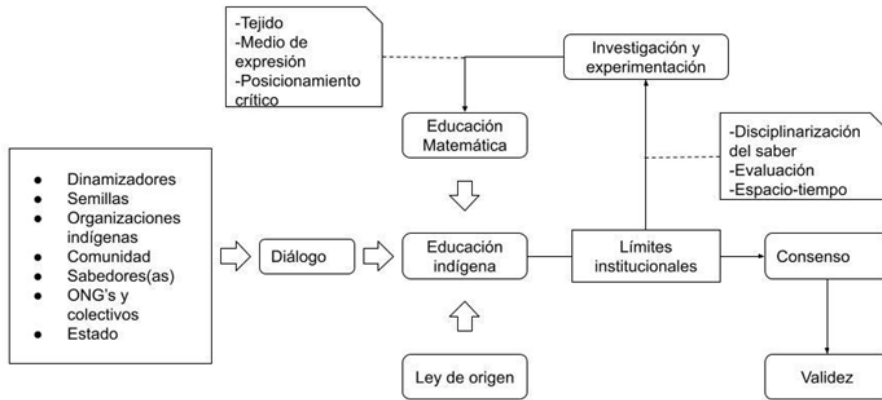 -Tejido
-Medio de
expresión
-Posicionamiento
crítico
Investigación y
experimentación
Educación
Matemática
-Disciplinarización
del saber
-Evaluación
-Espacio-tiempo
● Dinamizadores
● Semillas
● Organizaciones
indígenas
● Comunidad
● Sabedores(as)
● ONG's y
colectivos
● Estado
Diálogo
Educación
indígena
Límites
institucionales
Consenso
Ley de origen
Validez